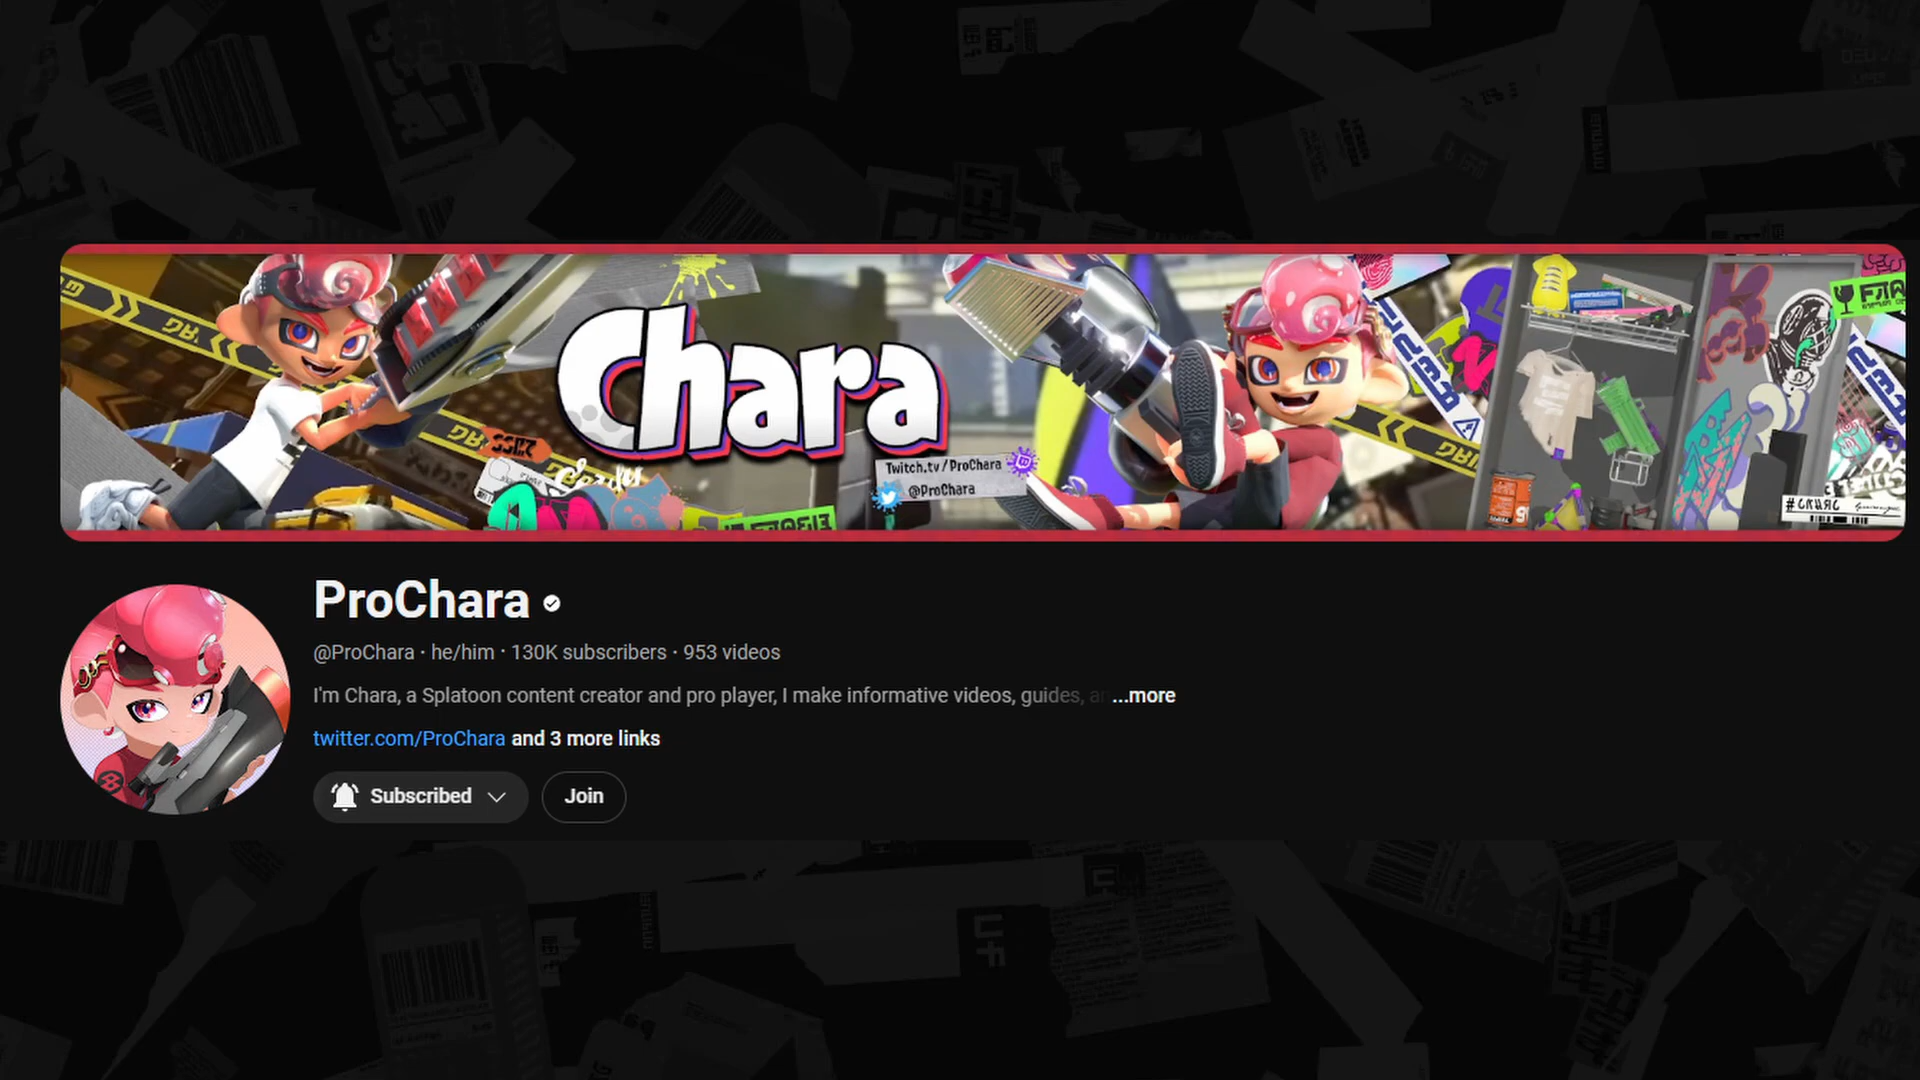 Chara
Twitch.tv/ProChara
@ProChara
ProChara
@ProChara · he/him · 130K subscribers · 953 videos
I'm Chara, a Splatoon content creator and pro player, I make informative videos, guides, ...more
twitter.com/ProChara and 3 more links
Subscribed
Join